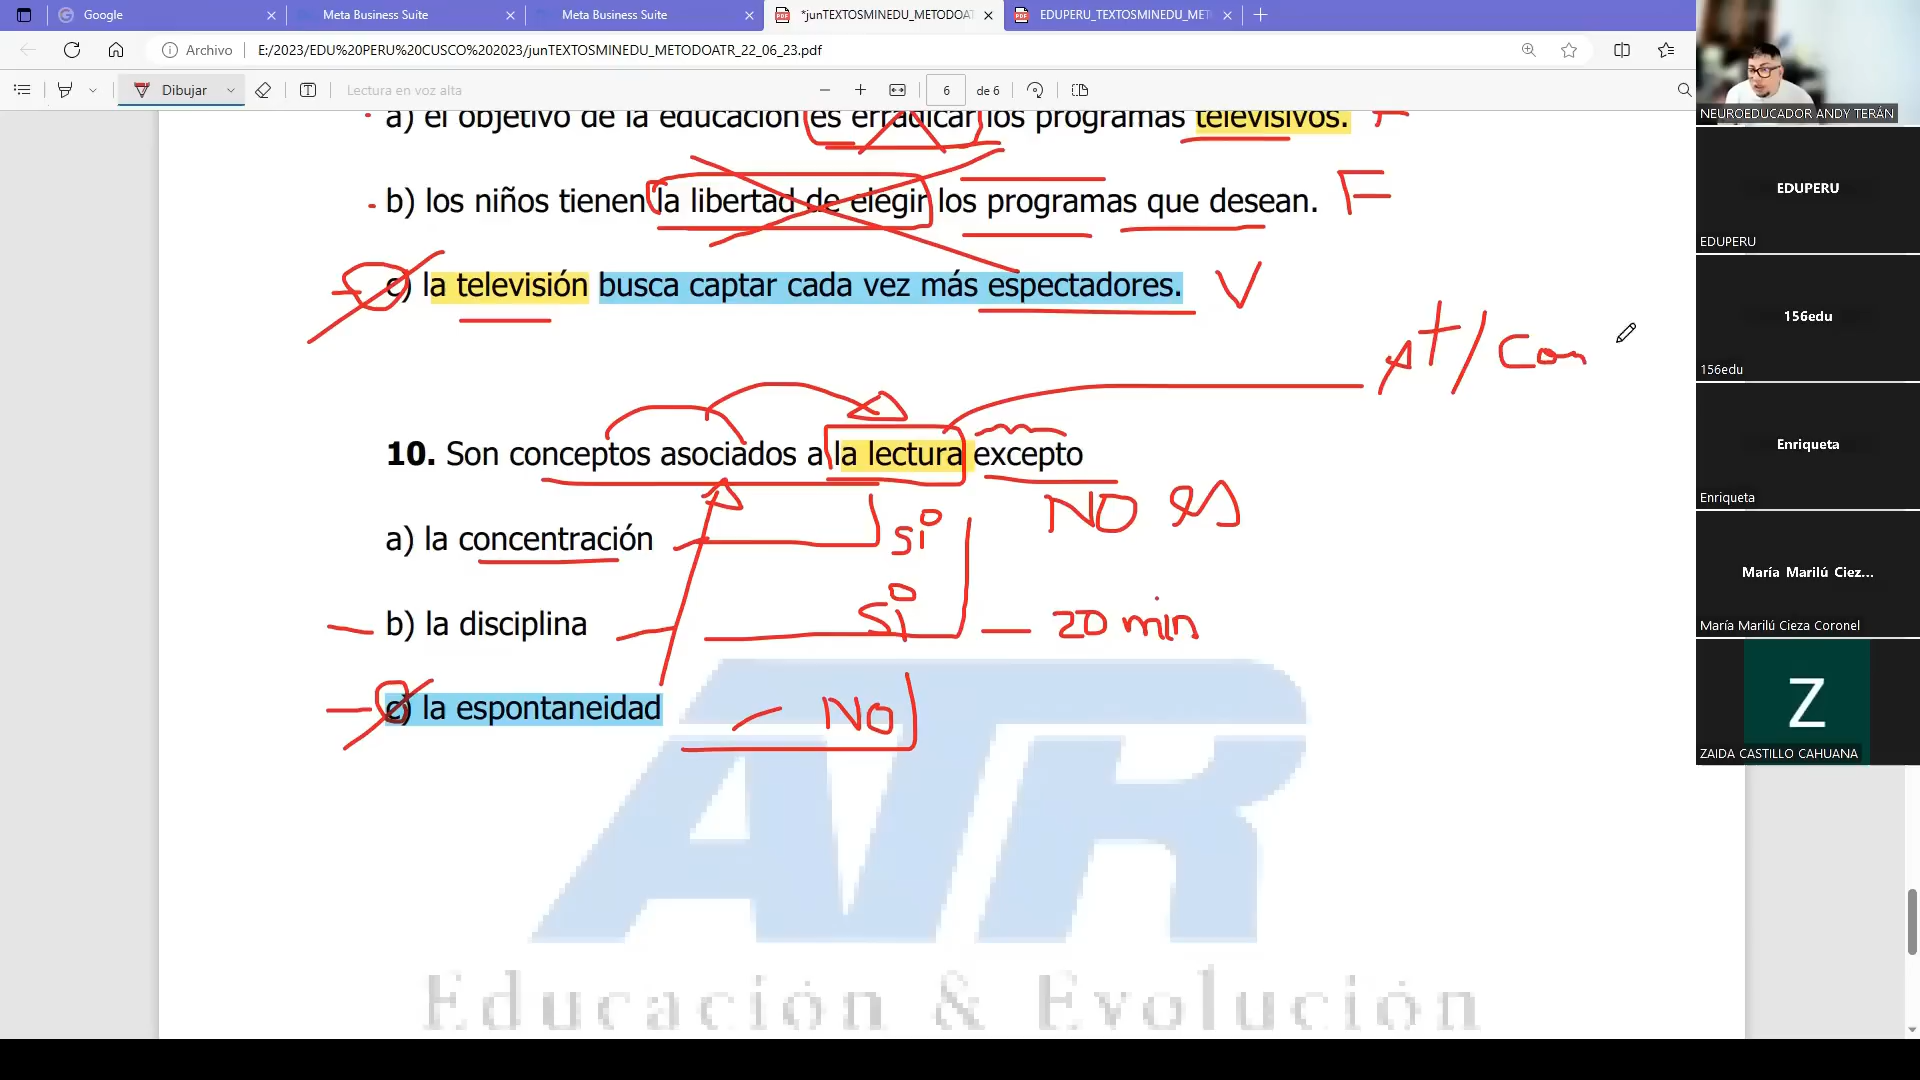 Google
Meta Business Suite
Meta Business Suite
*junTEXTOSMINEDU_METODOAT
EDUPERU_TEXTOSMINEDU_MET
Archivo
E:/2023/EDU%20PERU%20CUSCO%202023/junTEXTOSMINEDU_METODOATR_22_06_23.pdf
Dibujar
Lectura en voz alta
6
de 6
a) el objetivo de la educación es erradicar los programas televisivos.
b) los niños tienen la libertad de elegir los programas que desean. F
c) la televisión busca captar cada vez más espectadores. V
At/Con
10. Son conceptos asociados a la lectura excepto
NO es
a) la concentración
Si
b) la disciplina
Si
20 min
c) la espontaneidad
NO
ATR
Educación & Evolución
NEUROEDUCADOR ANDY TERÁN
EDUPERU
EDUPERU
156edu
156edu
Enriqueta
Enriqueta
María Marilú Ciez...
María Marilú Cieza Coronel
Z
ZAIDA CASTILLO CAHUANA